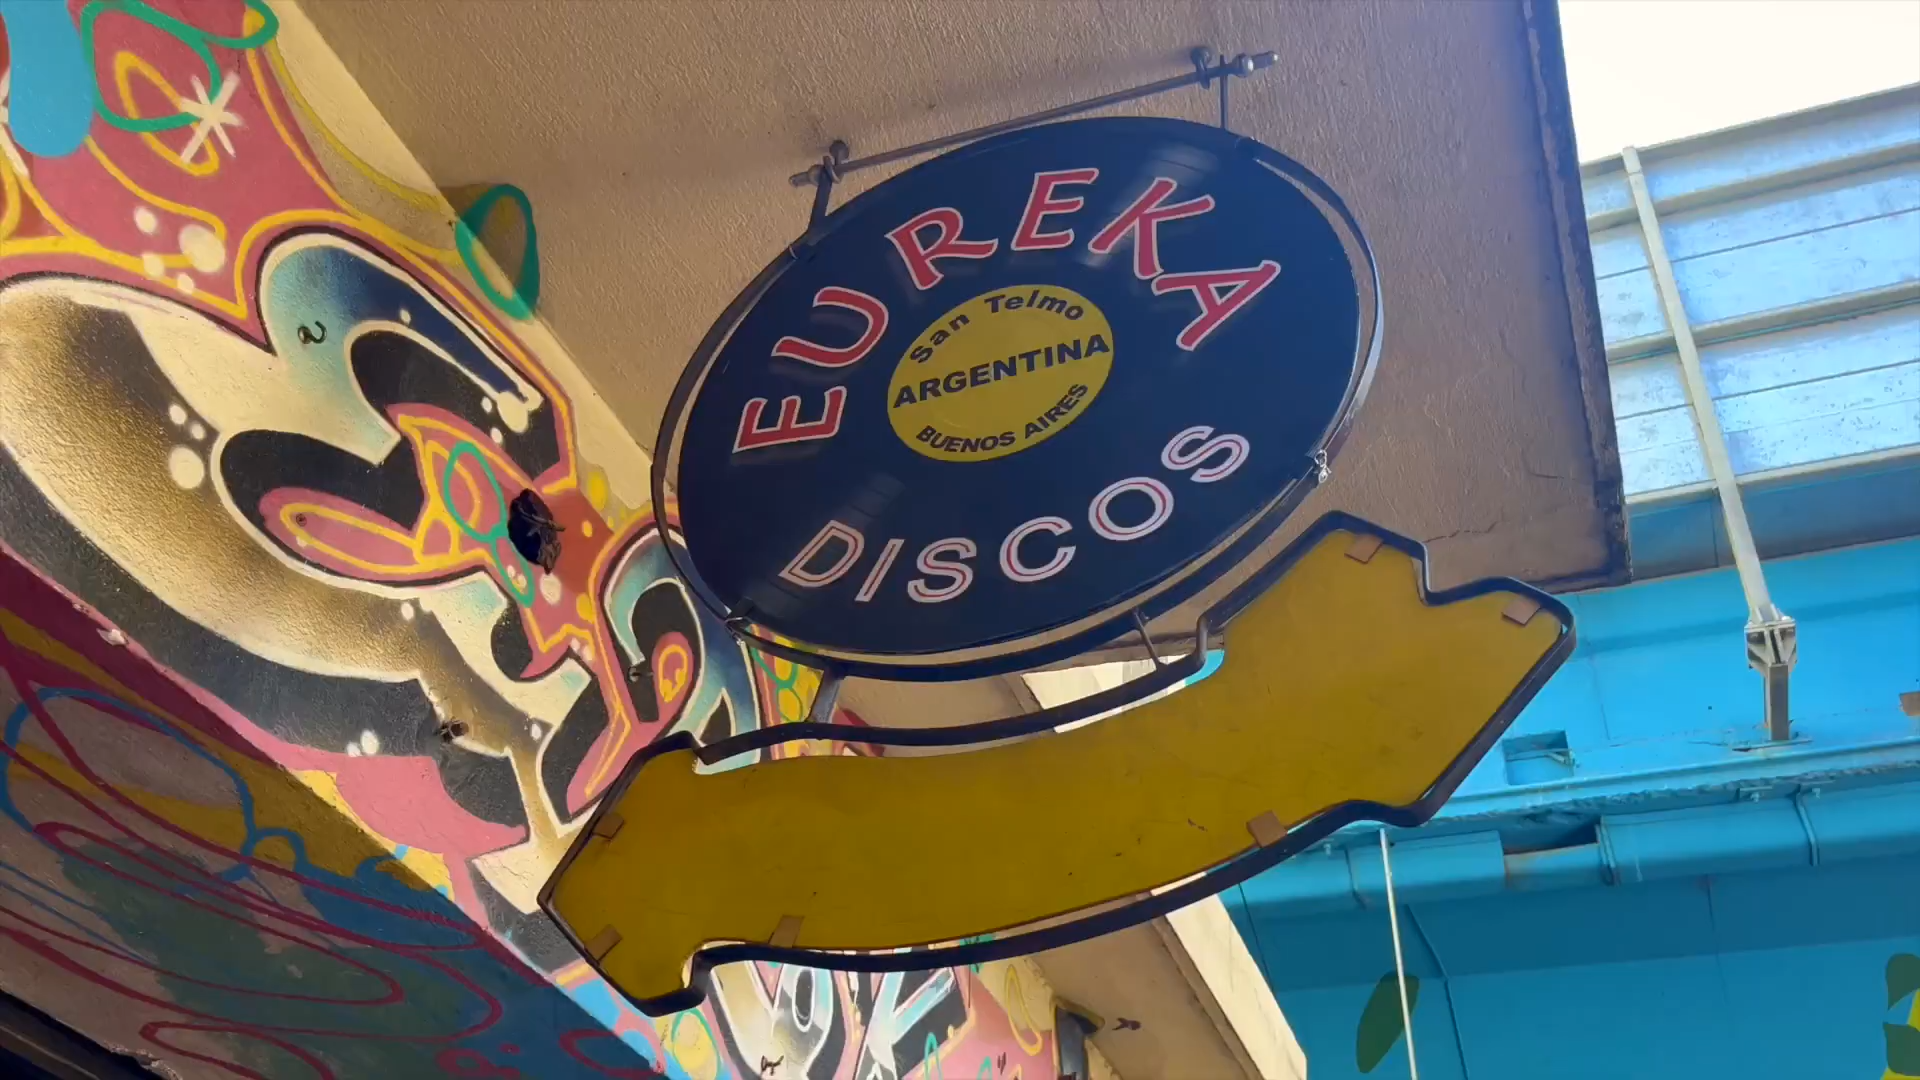 EUREKA
San Telmo
ARGENTINA
BUENOS AIRES
DISCOS